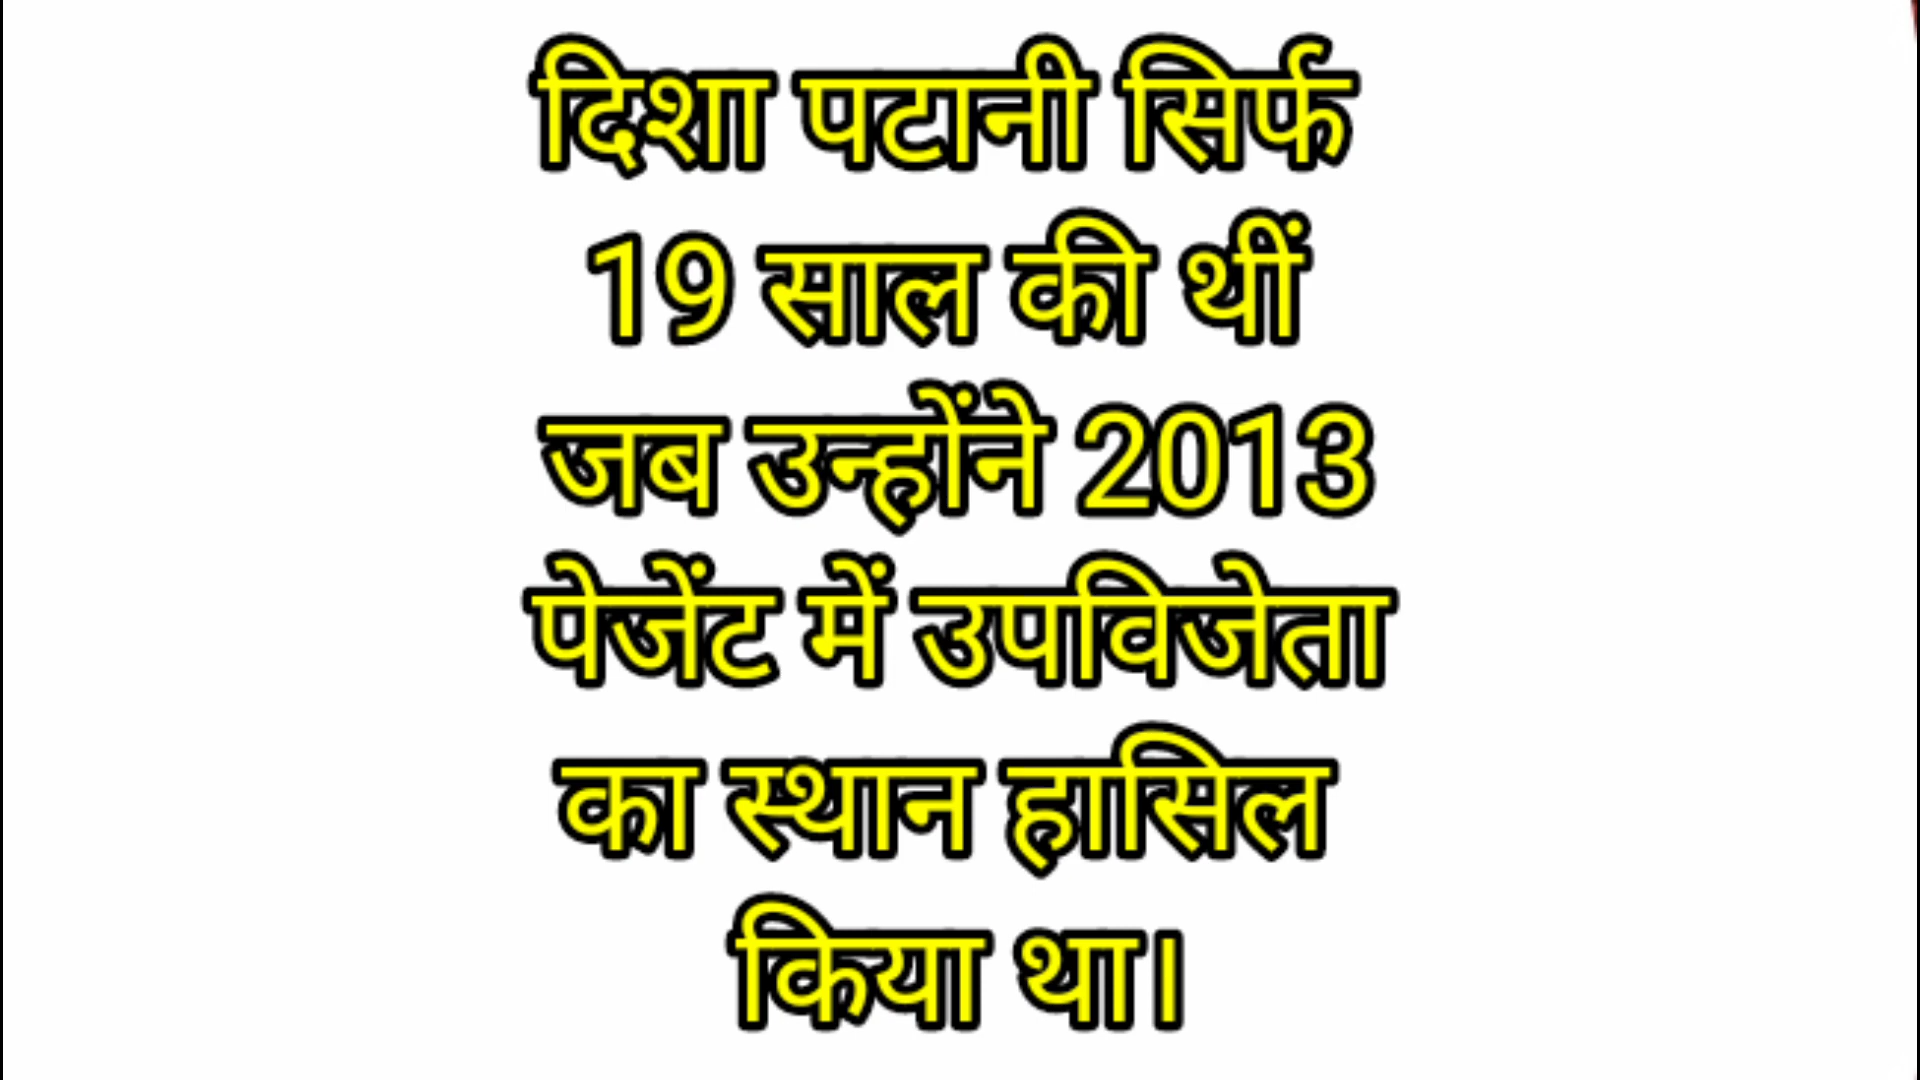 दिशा पटानी सिर्फ
19 साल की थीं
जब उन्होंने 2013
पेजेंट में उपविजेता
का स्थान हासिल
किया था।